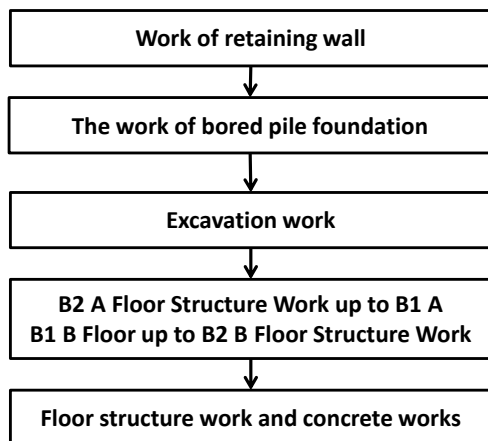 Work of retaining wall
The work of bored pile foundation
Excavation work
B2 A Floor Structure Work up to B1 A
B1 B Floor up to B2 B Floor Structure Work
Floor structure work and concrete works